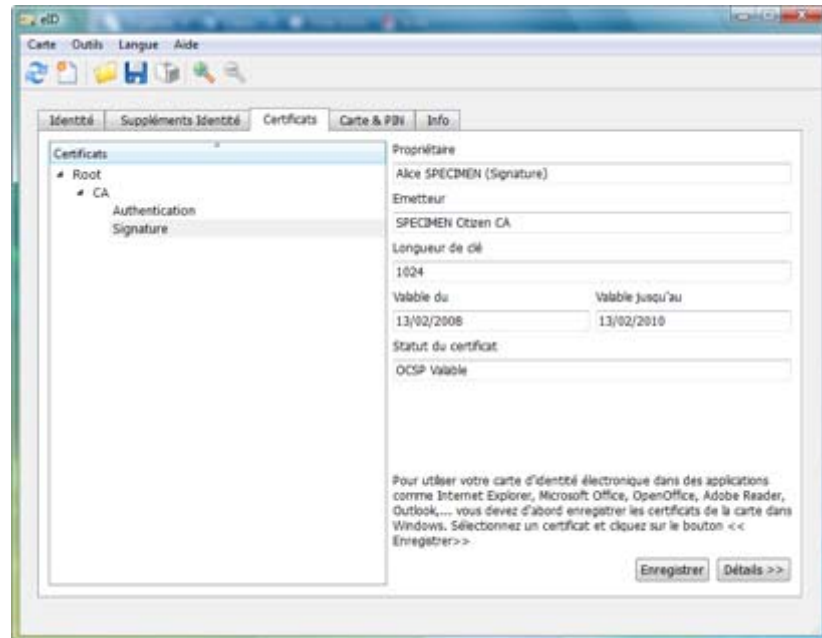 eID
Carte Outils Langue Aide
Identité Suppléments Identité Certificats Carte & PIN Info
Certificats
Root
CA
Authentication
Signature
Propriétaire
Alice SPECIMEN (Signature)
Emetteur
SPECIMEN Citizen CA
Longueur de clé
1024
Valable du Valable jusqu'au
13/02/2008 13/02/2010
Statut du certificat
OCSP Valable
Pour utiliser votre carte d'identité électronique dans des applications
comme Internet Explorer, Microsoft Office, OpenOffice, Adobe Reader,
Outlook,... vous devez d'abord enregistrer les certificats de la carte dans
Windows. Sélectionnez un certificat et cliquez sur le bouton <<
Enregistrer>>
Enregistrer Détails >>